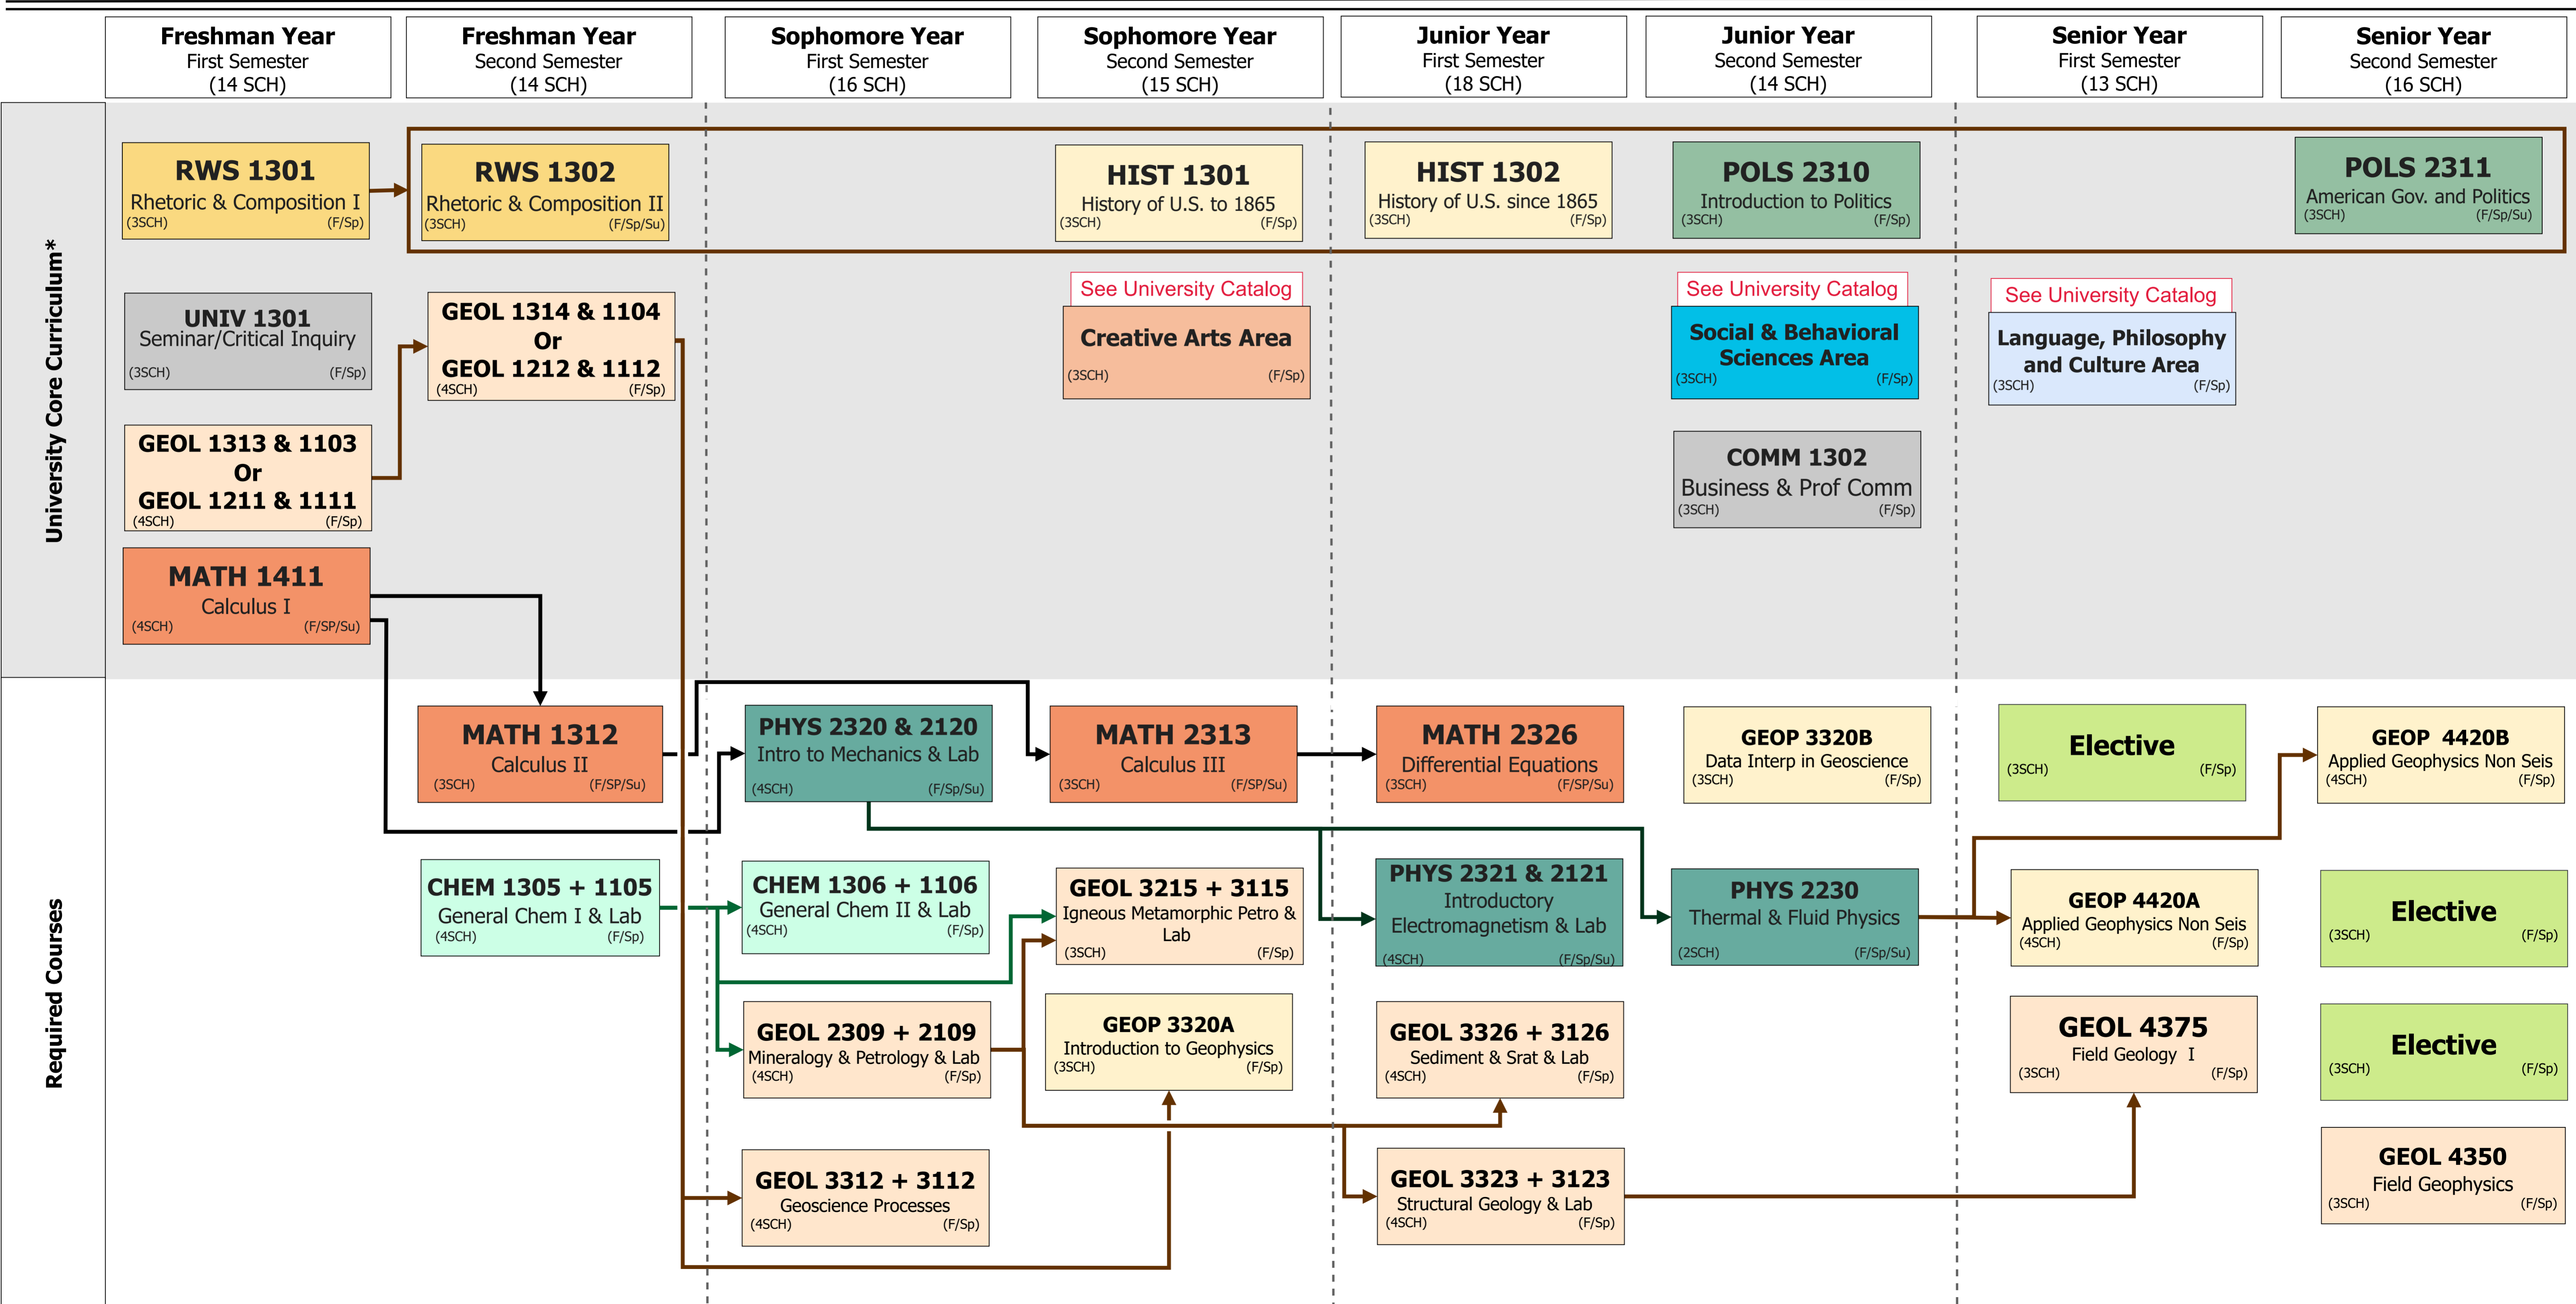 Freshman Year
First Semester
(14 SCH)
Freshman Year
Second Semester
(14 SCH)
Sophomore Year
First Semester
(16 SCH)
Sophomore Year
Second Semester
(15 SCH)
Junior Year
First Semester
(18 SCH)
Junior Year
Second Semester
(14 SCH)
Senior Year
First Semester
(13 SCH)
Senior Year
Second Semester
(16 SCH)
University Core Curriculum*
RWS 1301
Rhetoric & Composition I
(3SCH) (F/Sp)
RWS 1302
Rhetoric & Composition II
(3SCH) (F/Sp/Su)
HIST 1301
History of U.S. to 1865
(3SCH) (F/Sp)
HIST 1302
History of U.S. since 1865
(3SCH) (F/Sp)
POLS 2310
Introduction to Politics
(3SCH) (F/Sp)
POLS 2311
American Gov. and Politics
(3SCH) (F/Sp/Su)
UNIV 1301
Seminar/Critical Inquiry
(3SCH) (F/Sp)
GEOL 1314 & 1104
Or
GEOL 1212 & 1112
(4SCH) (F/Sp)
See University Catalog
Creative Arts Area
(3SCH) (F/Sp)
See University Catalog
Social & Behavioral
Sciences Area
(3SCH) (F/Sp)
See University Catalog
Language, Philosophy
and Culture Area
(3SCH) (F/Sp)
GEOL 1313 & 1103
Or
GEOL 1211 & 1111
(4SCH) (F/Sp)
COMM 1302
Business & Prof Comm
(3SCH) (F/Sp)
MATH 1411
Calculus I
(4SCH) (F/SP/Su)
Required Courses
MATH 1312
Calculus II
(3SCH) (F/SP/Su)
PHYS 2320 & 2120
Intro to Mechanics & Lab
(4SCH) (F/Sp/Su)
MATH 2313
Calculus III
(3SCH) (F/SP/Su)
MATH 2326
Differential Equations
(3SCH) (F/SP/Su)
GEOP 3320B
Data Interp in Geoscience
(3SCH) (F/Sp)
Elective
(3SCH) (F/Sp)
GEOP 4420B
Applied Geophysics Non Seis
(4SCH) (F/Sp)
CHEM 1305 + 1105
General Chem I & Lab
(4SCH) (F/Sp)
CHEM 1306 + 1106
General Chem II & Lab
(4SCH) (F/Sp)
GEOL 3215 + 3115
Igneous Metamorphic Petro &
Lab
(3SCH) (F/Sp)
PHYS 2321 & 2121
Introductory
Electromagnetism & Lab
(4SCH) (F/Sp/Su)
PHYS 2230
Thermal & Fluid Physics
(2SCH) (F/Sp/Su)
GEOP 4420A
Applied Geophysics Non Seis
(4SCH) (F/Sp)
Elective
(3SCH) (F/Sp)
GEOL 2309 + 2109
Mineralogy & Petrology & Lab
(4SCH) (F/Sp)
GEOP 3320A
Introduction to Geophysics
(3SCH) (F/Sp)
GEOL 3326 + 3126
Sediment & Srat & Lab
(4SCH) (F/Sp)
GEOL 4375
Field Geology I
(3SCH) (F/Sp)
Elective
(3SCH) (F/Sp)
GEOL 3312 + 3112
Geoscience Processes
(4SCH) (F/Sp)
GEOL 3323 + 3123
Structural Geology & Lab
(4SCH) (F/Sp)
GEOL 4350
Field Geophysics
(3SCH) (F/Sp)